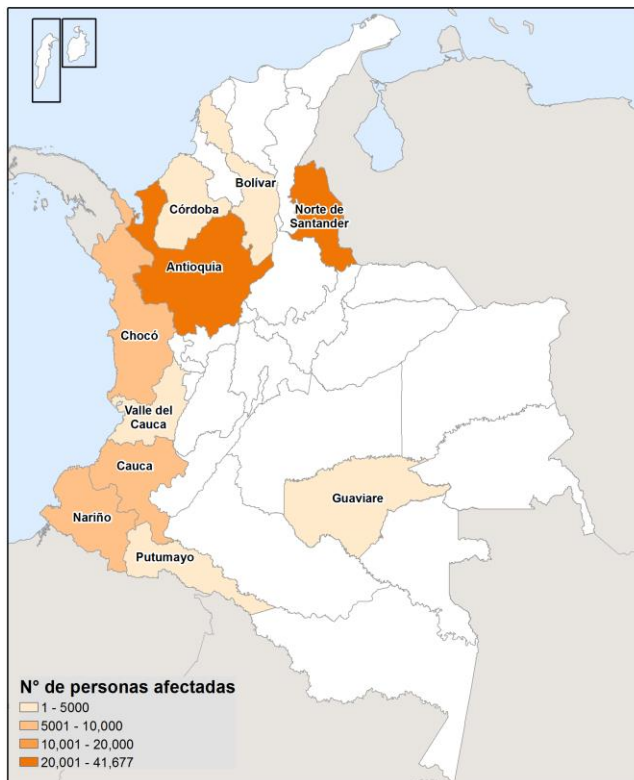 Bolívar
Córdoba
Norte de
Santander
Antioquia
Chocó
Valle del
Cauca
Cauca
Guaviare
Nariño
Putumayo
N° de personas afectadas
1 - 5000
5001 - 10,000
10,001 - 20,000
20,001 - 41,677